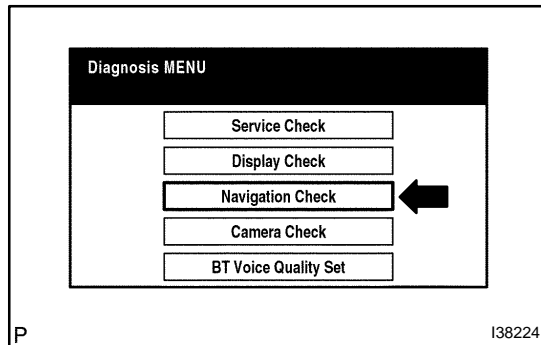 Diagnosis MENU
Service Check
Display Check
Navigation Check
Camera Check
BT Voice Quality Set
P
I38224